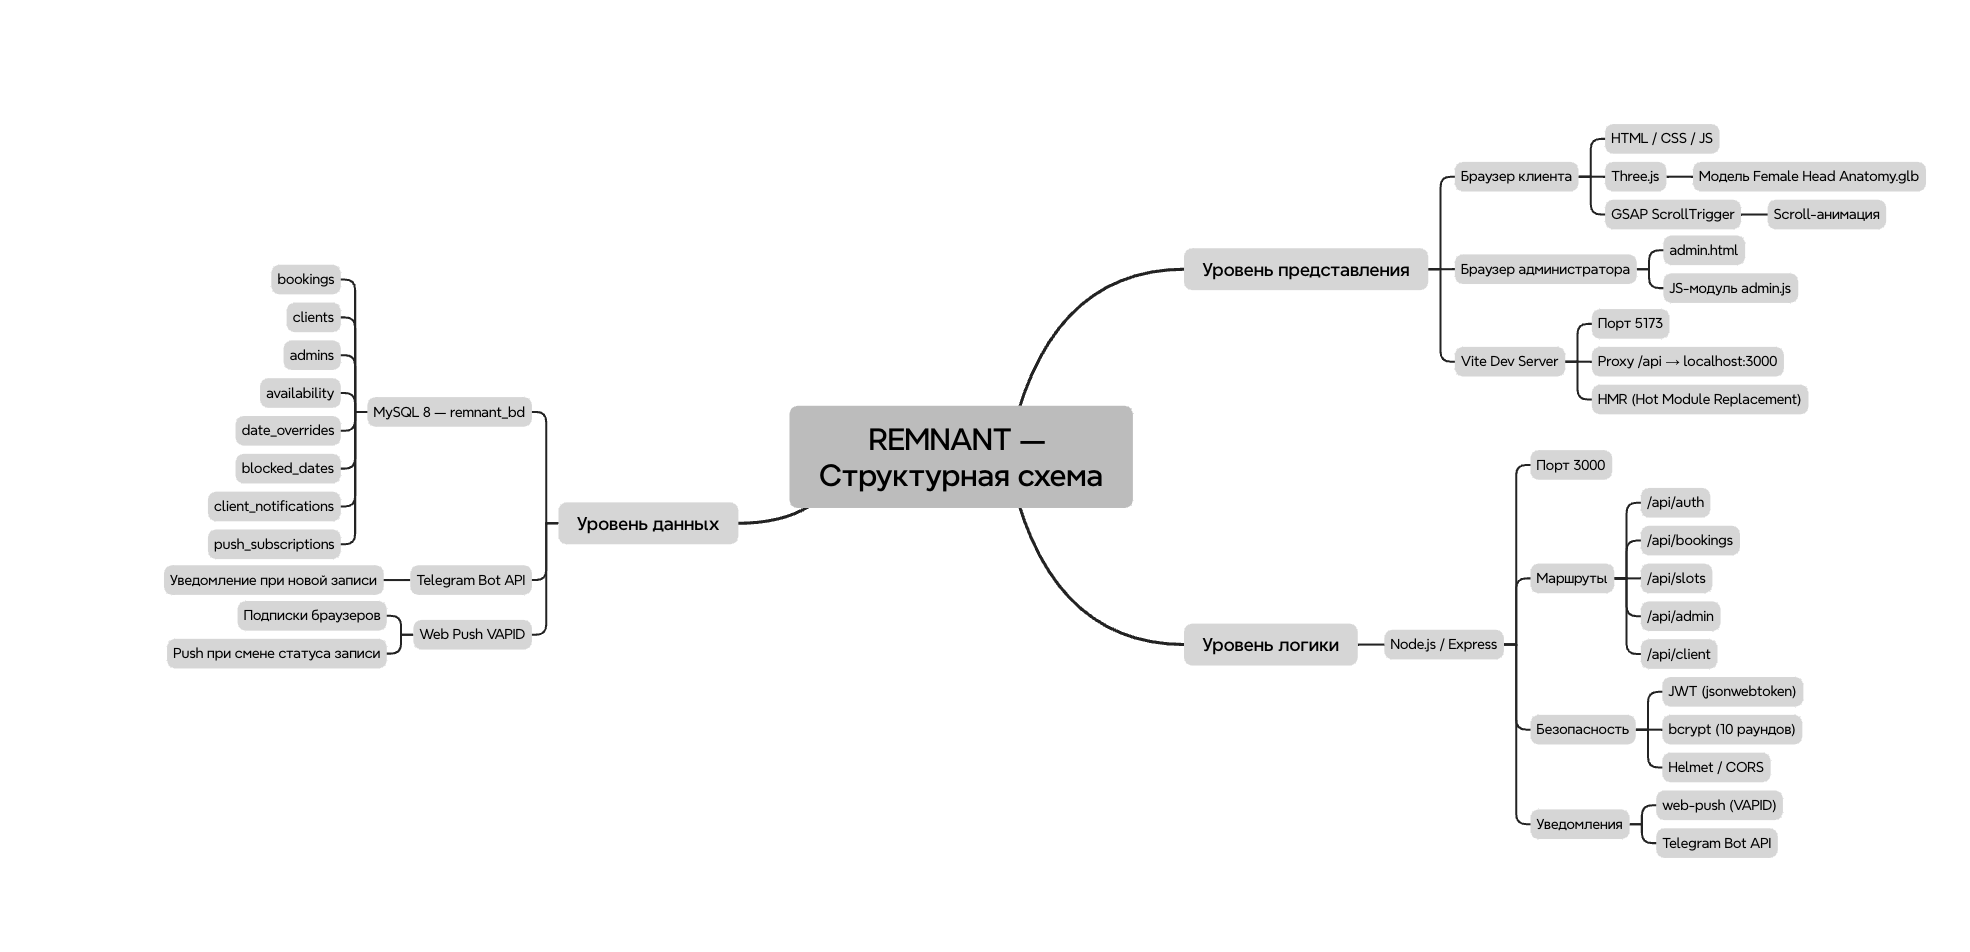 REMNANT —
Структурная схема
Уровень представления
Браузер клиента
HTML / CSS / JS
Three.js
Модель Female Head Anatomy.glb
GSAP ScrollTrigger
Scroll-анимация
Браузер администратора
admin.html
JS-модуль admin.js
Vite Dev Server
Порт 5173
Proxy /api → localhost:3000
HMR (Hot Module Replacement)
Уровень логики
Node.js / Express
Порт 3000
Маршруты
/api/auth
/api/bookings
/api/slots
/api/admin
/api/client
Безопасность
JWT (jsonwebtoken)
bcrypt (10 раундов)
Helmet / CORS
Уведомления
web-push (VAPID)
Telegram Bot API
Уровень данных
MySQL 8 — remnant_bd
bookings
clients
admins
availability
date_overrides
blocked_dates
client_notifications
push_subscriptions
Telegram Bot API
Уведомление при новой записи
Web Push VAPID
Подписки браузеров
Push при смене статуса записи